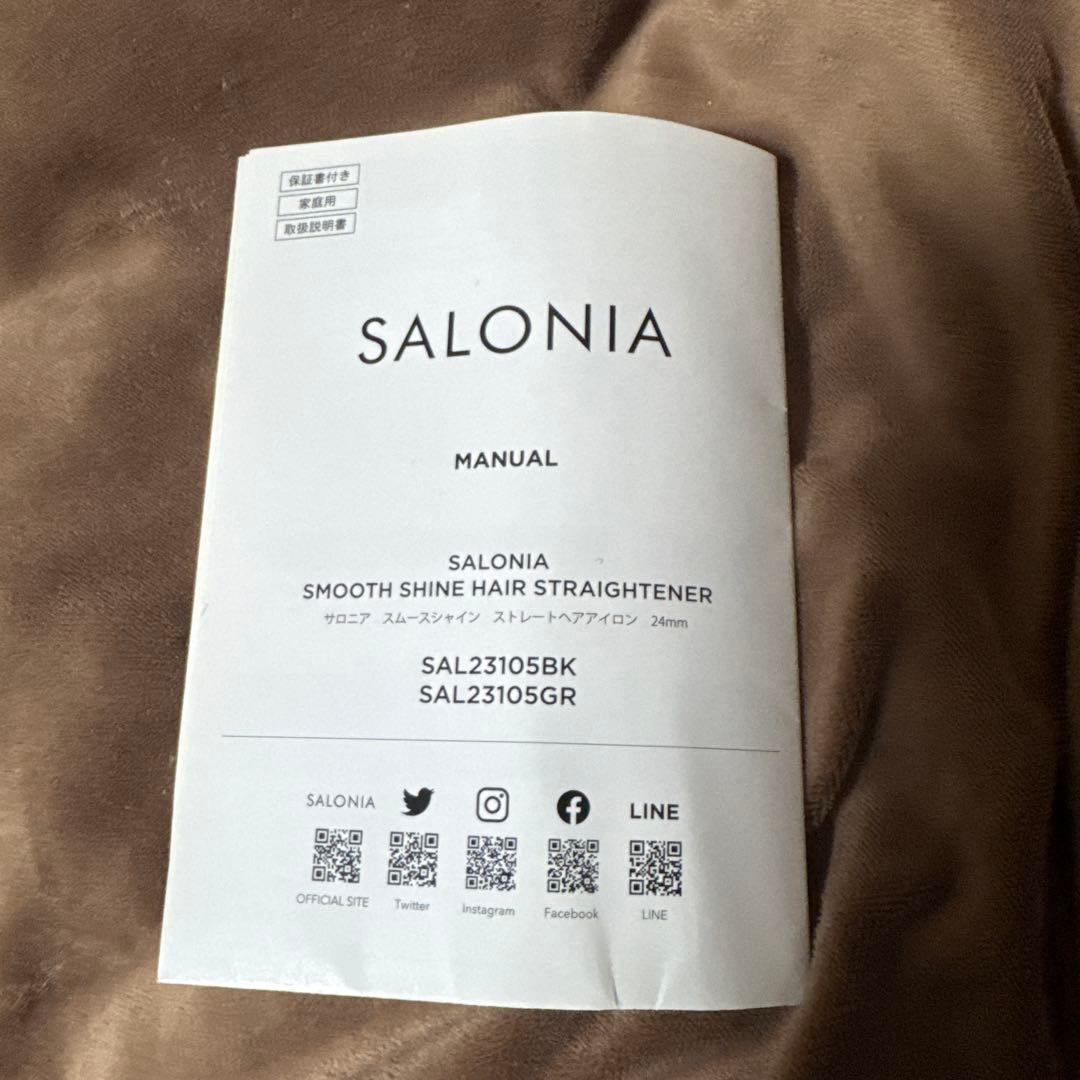 保証書付き
家庭用
取扱説明書
SALONIA
MANUAL
SALONIA
SMOOTH SHINE HAIR STRAIGHTENER
サロニア スムースシャイン ストレートヘアアイロン 24mm
SAL23105BK
SAL23105GR
SALONIA LINE
OFFICIAL SITE Twitter Instagram Facebook LINE